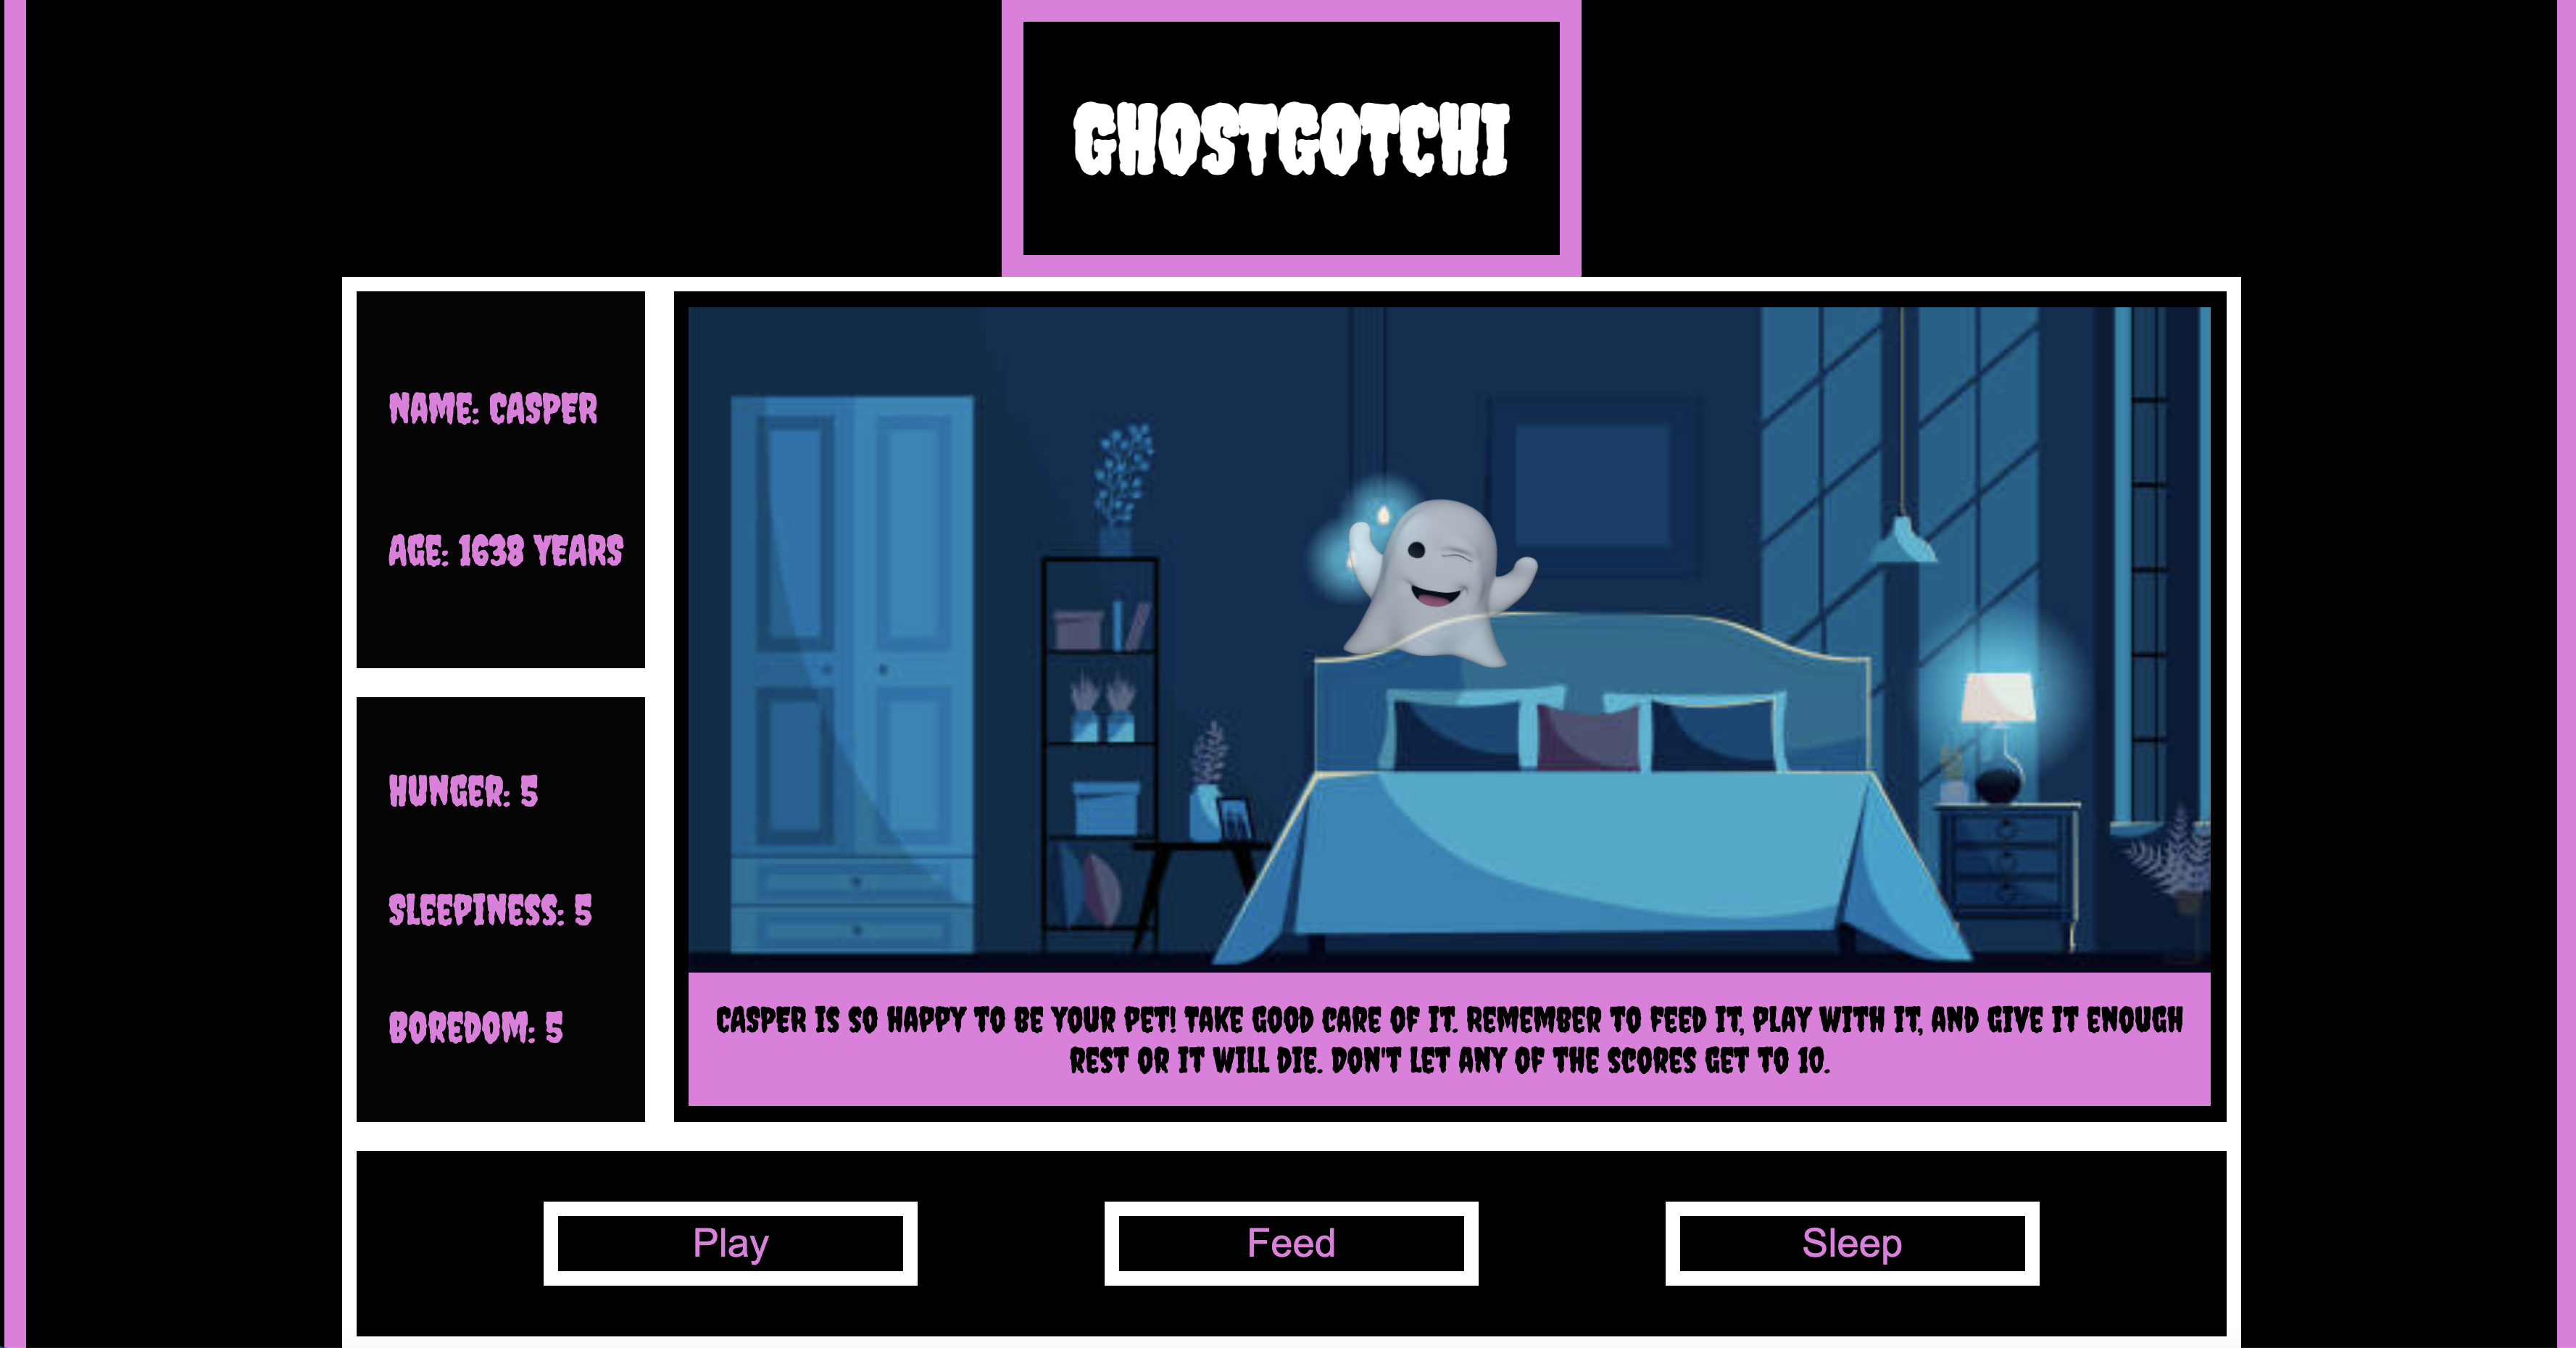 GHOSTGOTCHI
NAME: CASPER
AGE: 1638 YEARS
HUNGER: 5
SLEEPINESS: 5
BOREDOM: 5
CASPER IS SO HAPPY TO BE YOUR PET! TAKE GOOD CARE OF IT. REMEMBER TO FEED IT, PLAY WITH IT, AND GIVE IT ENOUGH
REST OR IT WILL DIE. DON'T LET ANY OF THE SCORES GET TO 10.
Play
Feed
Sleep